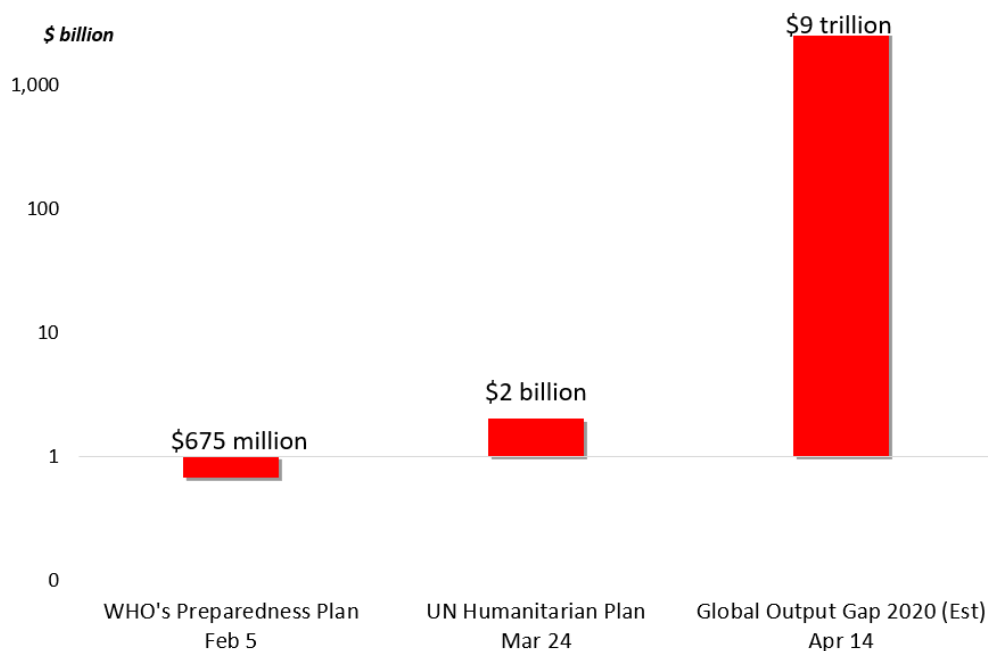 $ billion
$9 trillion
1,000
100
10
$2 billion
$675 million
1
0
WHO's Preparedness Plan
Feb 5
UN Humanitarian Plan
Mar 24
Global Output Gap 2020 (Est)
Apr 14